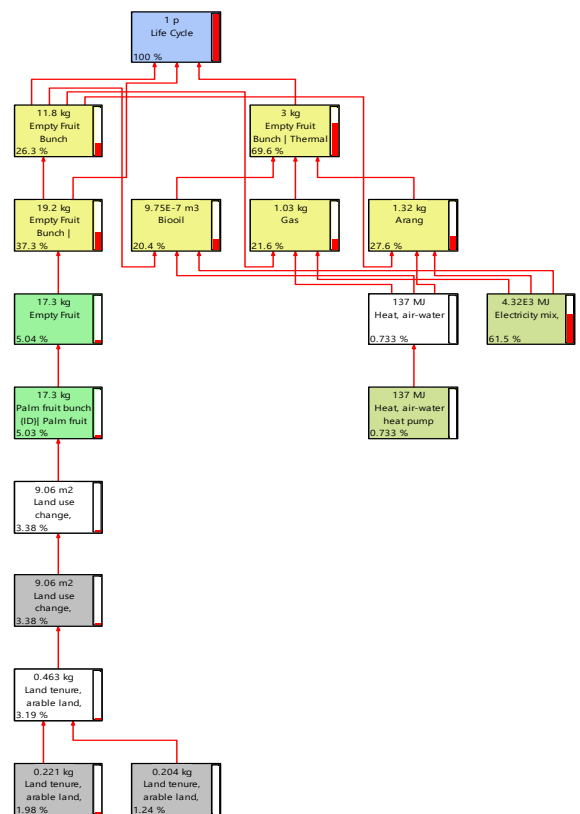 1 p
Life Cycle
100 %
11.8 kg
Empty Fruit
Bunch
26.3 %
3 kg
Empty Fruit
Bunch | Thermal
69.6 %
19.2 kg
Empty Fruit
Bunch |
37.3 %
9.75E-7 m3
Biooil
20.4 %
1.03 kg
Gas
21.6 %
1.32 kg
Arang
27.6 %
17.3 kg
Empty Fruit
5.04 %
137 MJ
Heat, air-water
0.733 %
4.32E3 MJ
Electricity mix,
61.5 %
17.3 kg
Palm fruit bunch
(ID)| Palm fruit
5.03 %
137 MJ
Heat, air-water
heat pump
0.733 %
9.06 m2
Land use
change,
3.38 %
9.06 m2
Land use
change,
3.38 %
0.463 kg
Land tenure,
arable land,
3.19 %
0.221 kg
Land tenure,
arable land,
1.98 %
0.204 kg
Land tenure,
arable land,
1.24 %